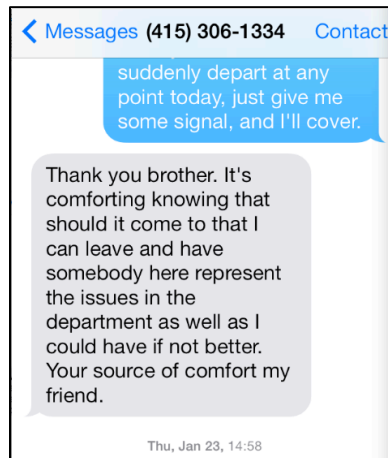 Messages (415) 306-1334 Contact
suddenly depart at any
point today, just give me
some signal, and I'll cover.
Thank you brother. It's
comforting knowing that
should it come to that I
can leave and have
somebody here represent
the issues in the
department as well as I
could have if not better.
Your source of comfort my
friend.
Thu, Jan 23, 14:58